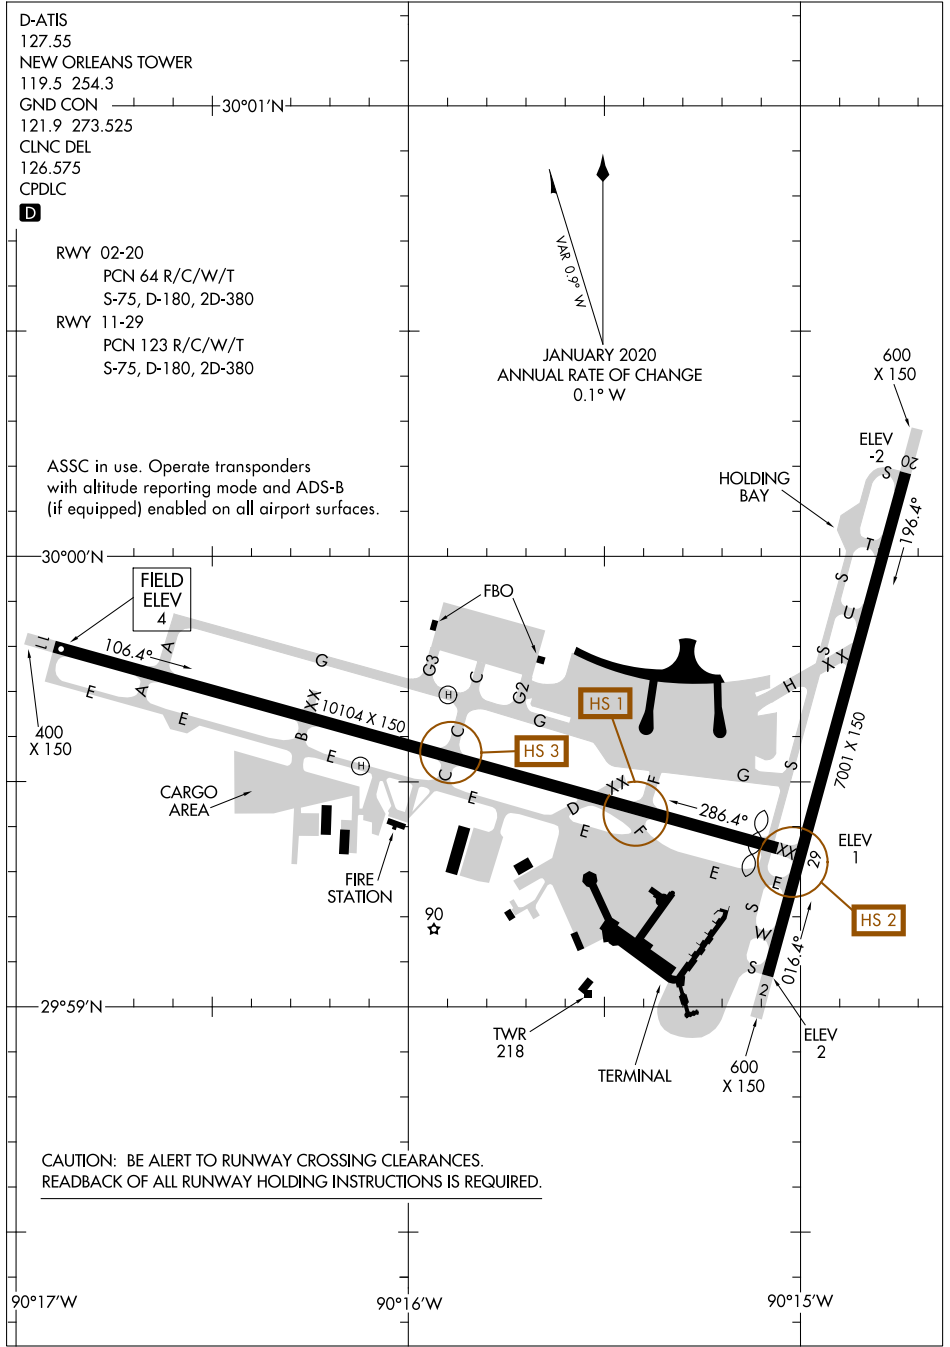 D-ATIS
127.55
NEW ORLEANS TOWER
119.5 254.3
GND CON
121.9 273.525
CLNC DEL
126.575
CPDLC
D
30°01'N
RWY 02-20
PCN 64 R/C/W/T
S-75, D-180, 2D-380
RWY 11-29
PCN 123 R/C/W/T
S-75, D-180, 2D-380
VAR 0.9° W
JANUARY 2020
ANNUAL RATE OF CHANGE
0.1° W
600
X 150
ELEV
-2
20
S
HOLDING
BAY
ASSC in use. Operate transponders
with altitude reporting mode and ADS-B
(if equipped) enabled on all airport surfaces.
196.4°
T
30°00'N
FIELD
ELEV
4
FBO
S
U
11
106.4°
A
G
G3
C
G2
S
XX
H
E
A
E
XX
H
G
HS 1
10104 X 150
400
X 150
B
E
H
C
HS 3
C
E
7001 X 150
S
G
F
XX
CARGO
AREA
D
E
F
286.4°
ELEV
1
XX
29
E
E
HS 2
FIRE
STATION
90
S
W
S
016.4°
2
29°59'N
TWR
218
TERMINAL
ELEV
2
600
X 150
CAUTION: BE ALERT TO RUNWAY CROSSING CLEARANCES.
READBACK OF ALL RUNWAY HOLDING INSTRUCTIONS IS REQUIRED.
90°17'W
90°16'W
90°15'W